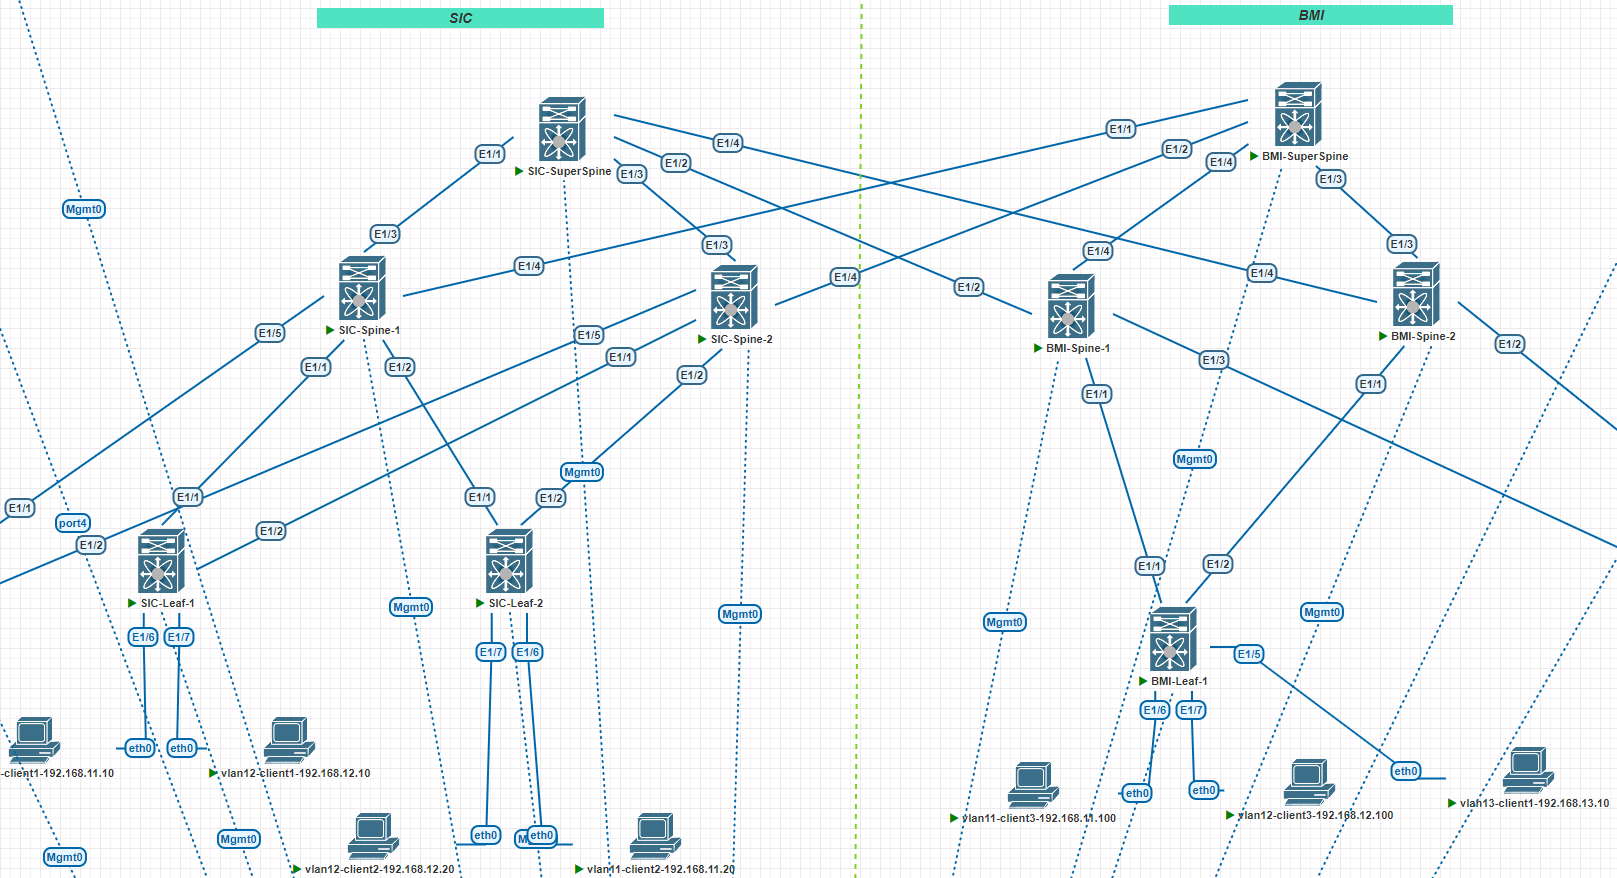 SIC
BMI
E1/1
E1/4
E1/2
E1/3
SIC-SuperSpine
E1/1
E1/2
E1/4
BMI-SuperSpine
E1/3
Mgmt0
E1/3
E1/4
E1/3
E1/4
E1/2
E1/4
E1/4
E1/3
SIC-Spine-1
SIC-Spine-2
BMI-Spine-1
BMI-Spine-2
E1/5
E1/1
E1/2
E1/5
E1/1
E1/2
E1/3
E1/1
E1/1
E1/2
Mgmt0
Mgmt0
E1/1
E1/1
E1/1
E1/2
port4
E1/2
E1/2
E1/1
E1/2
SIC-Leaf-1
SIC-Leaf-2
Mgmt0
Mgmt0
Mgmt0
Mgmt0
E1/6
E1/7
E1/7
E1/6
E1/5
BMI-Leaf-1
E1/6
E1/7
eth0
eth0
-client1-192.168.11.10
vlan12-client1-192.168.12.10
eth0
eth0
eth0
vlan13-client1-192.168.13.10
vlan11-client3-192.168.11.100
vlan12-client3-192.168.12.100
Mgmt0
Mgmt0
eth0
eth0
vlan12-client2-192.168.12.20
vlan11-client2-192.168.11.20